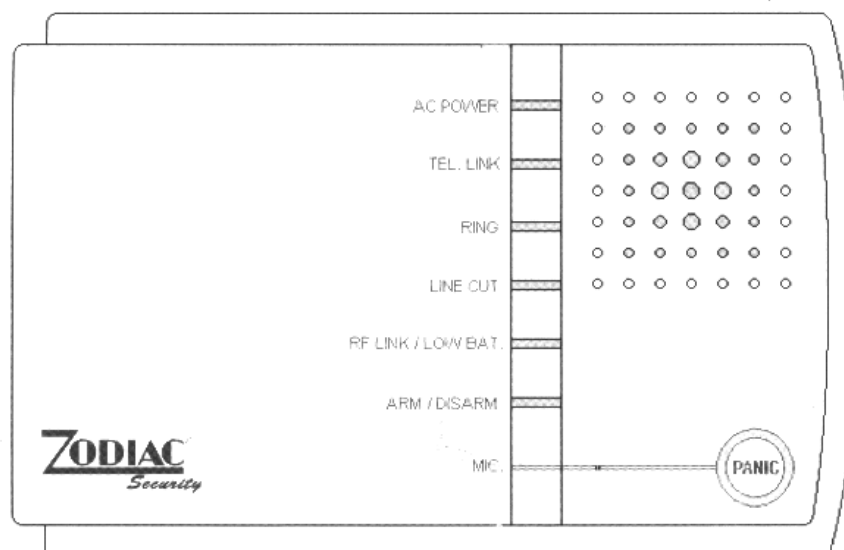 AC POWER
TEL. LINK
RING
LINE CUT
RF LINK / LOW BAT.
ARM / DISARM
MIC.
PANIC
ZODIAC
Security